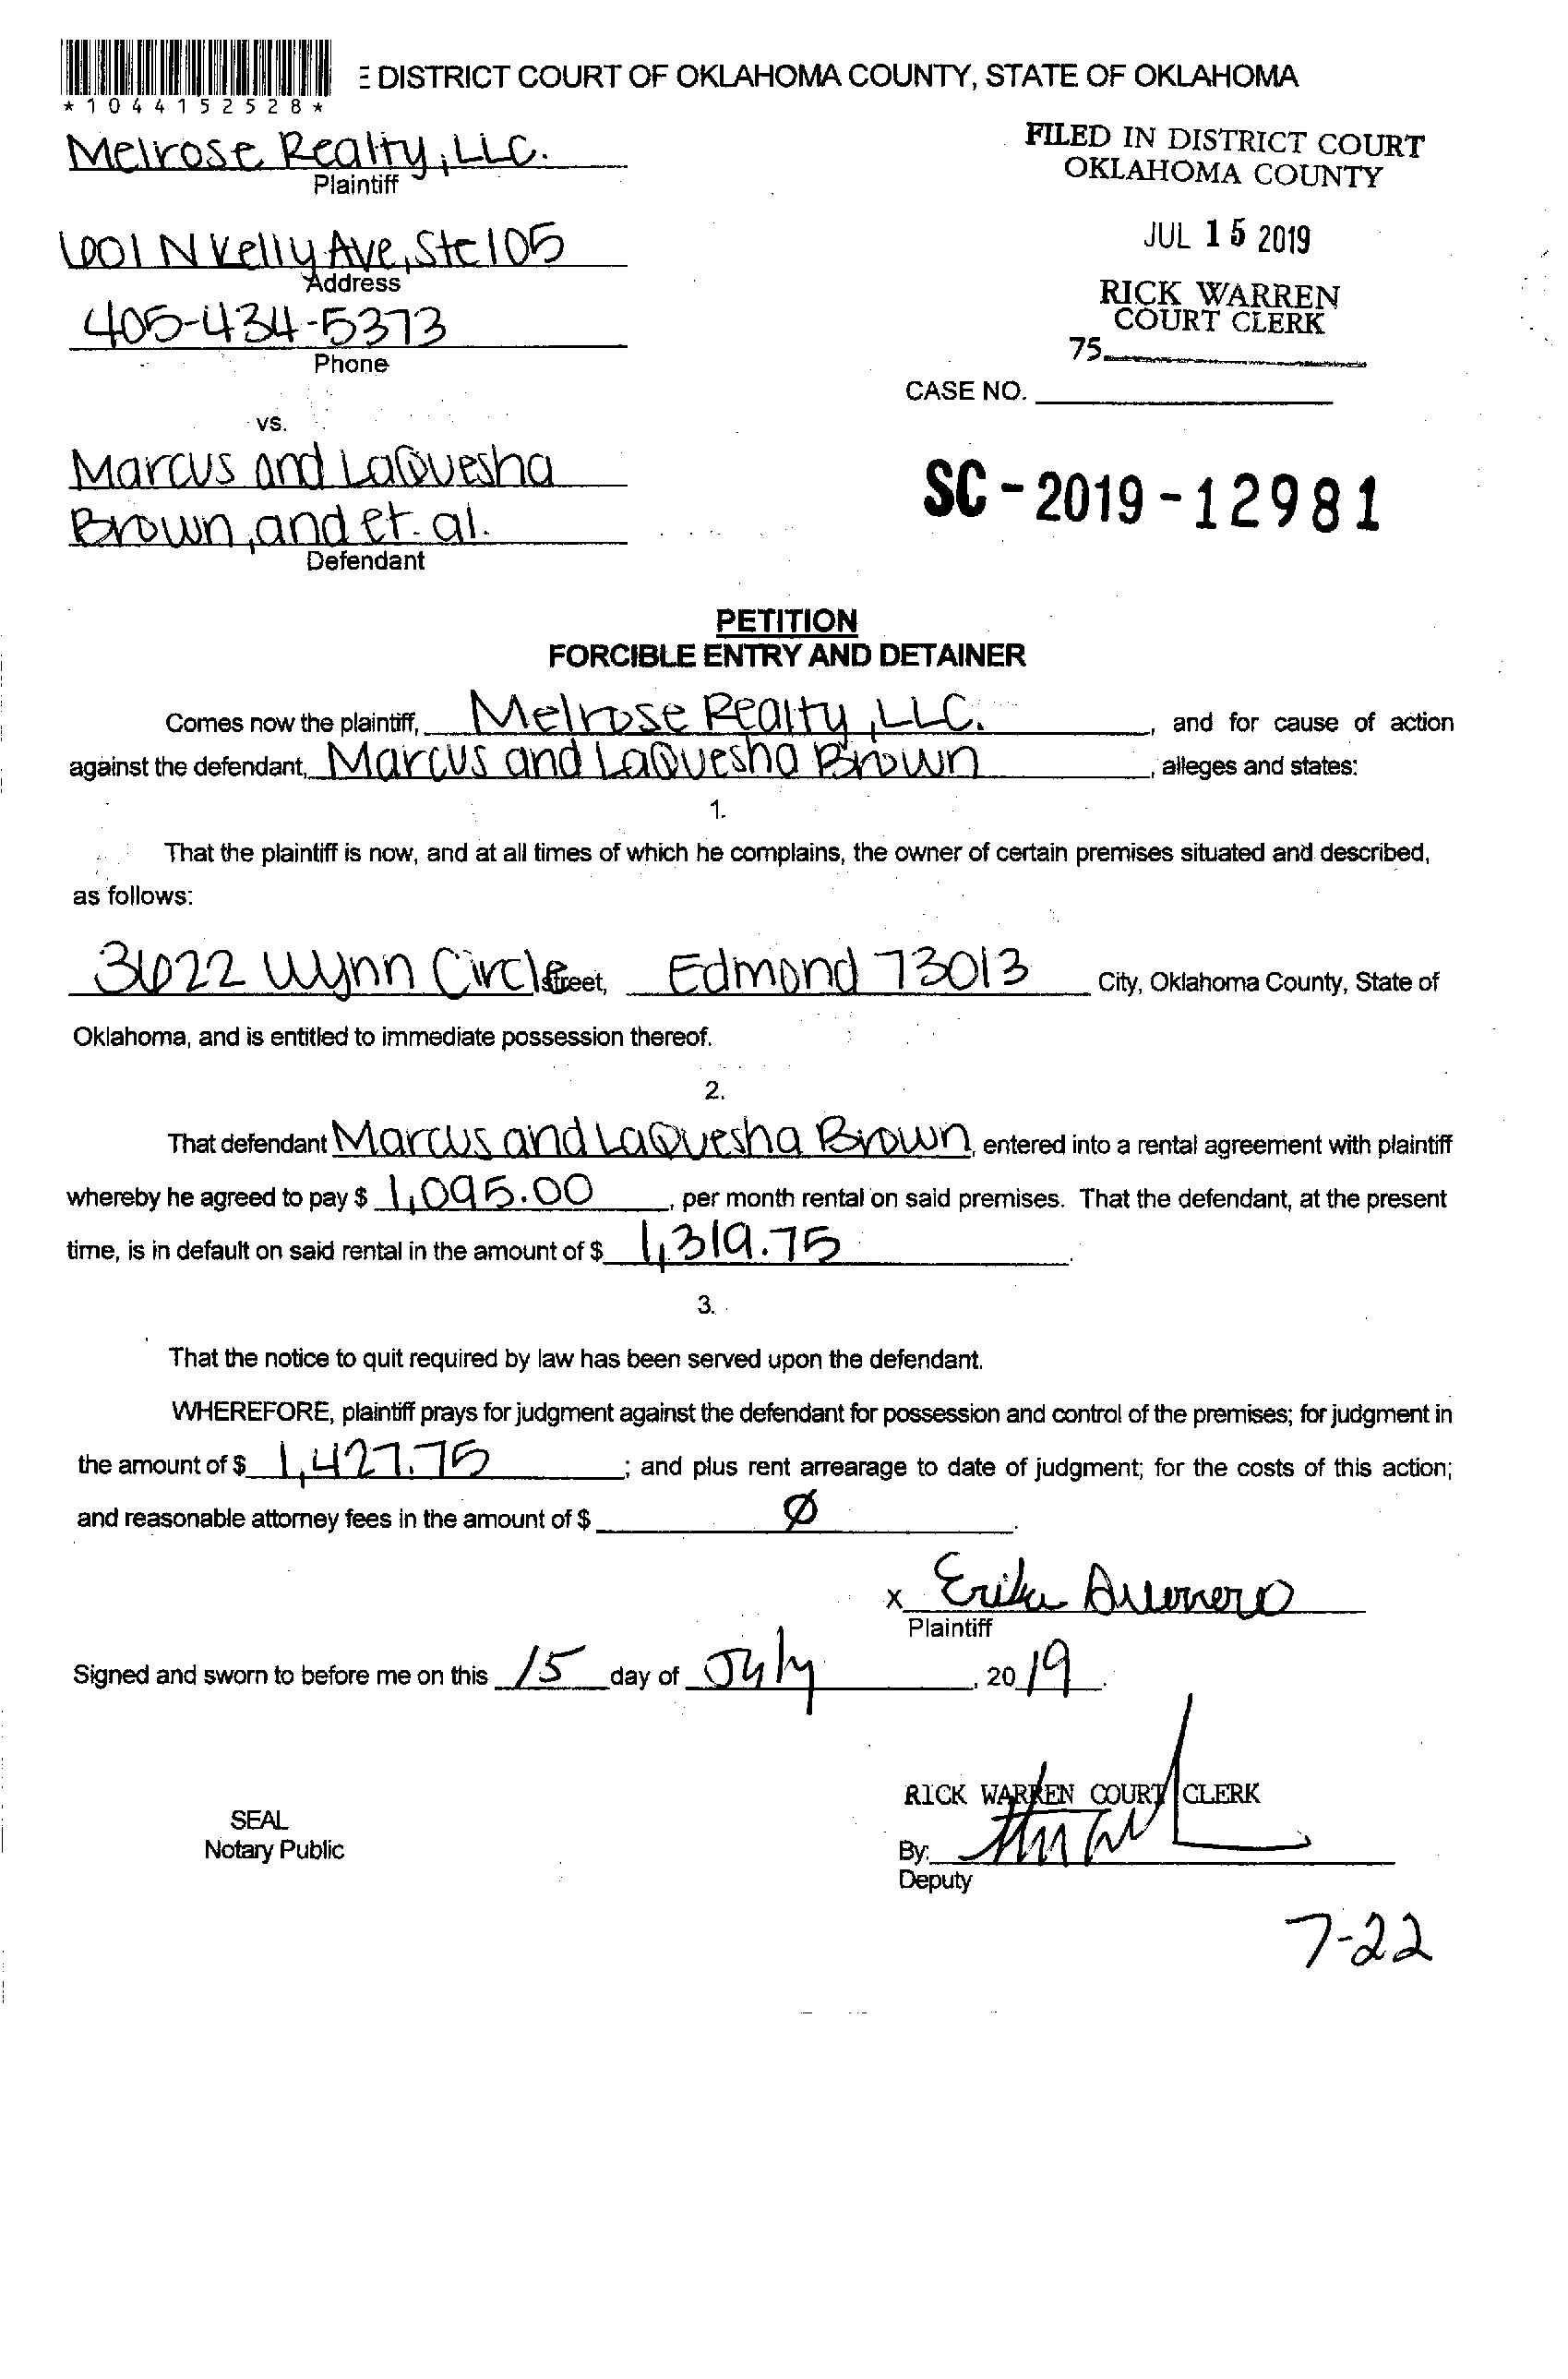 DISTRICT COURT OF OKLAHOMA COUNTY, STATE OF OKLAHOMA
*1044152528*
Melrose Realty, LLC.
Plaintiff
FILED IN DISTRICT COURT
OKLAHOMA COUNTY
JUL 15 2019
RICK WARREN
COURT CLERK
75
1601 N Kelly Ave, Ste 105
Address
405-434-5373
Phone
CASE NO.
vs.
Marcus and LaQuesha
Brown, and et. al.
Defendant
SC-2019-12981
PETITION
FORCIBLE ENTRY AND DETAINER
Comes now the plaintiff, Melrose Realty, LLC. , and for cause of action
against the defendant, Marcus and LaQuesha Brown , alleges and states:
1.
That the plaintiff is now, and at all times of which he complains, the owner of certain premises situated and described,
as follows:
3622 Wynn Circle Street, Edmond 73013 City, Oklahoma County, State of
Oklahoma, and is entitled to immediate possession thereof.
2.
That defendant Marcus and LaQuesha Brown, entered into a rental agreement with plaintiff
whereby he agreed to pay $ 1,095.00 , per month rental on said premises. That the defendant, at the present
time, is in default on said rental in the amount of $ 1,319.75 .
3.
That the notice to quit required by law has been served upon the defendant.
WHEREFORE, plaintiff prays for judgment against the defendant for possession and control of the premises; for judgment in
the amount of $ 1,427.75 ; and plus rent arrearage to date of judgment; for the costs of this action;
and reasonable attorney fees in the amount of $ Ø .
x Erika
Plaintiff
Signed and sworn to before me on this 15 day of July , 20 19 .
RICK WARREN COURT CLERK
SEAL
Notary Public
By:
Deputy
7-22